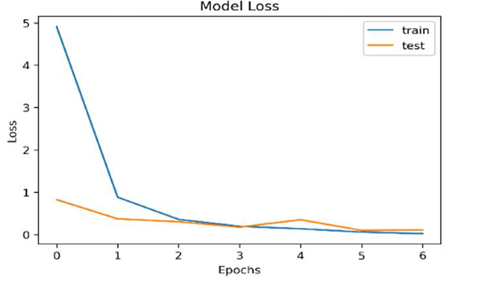 Model Loss
5
4
3
2
1
0
Loss
train
test
0 1 2 3 4 5 6
Epochs